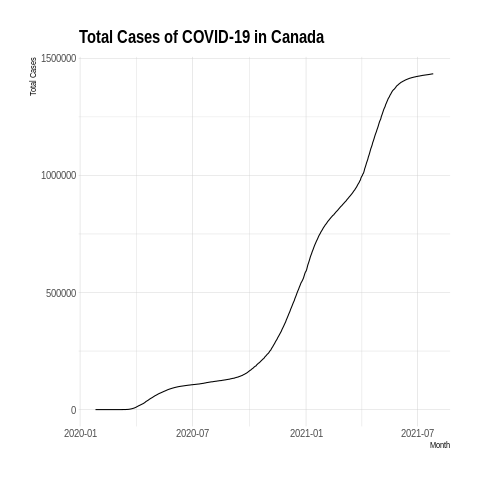 Total Cases of COVID-19 in Canada
Total Cases
1500000
1000000
500000
0
2020-01 2020-07 2021-01 2021-07
Month